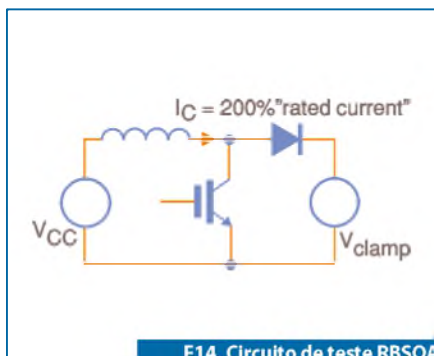 I_C = 200%"rated current"
V_CC
V_clamp
F14. Circuito de teste RBSOA